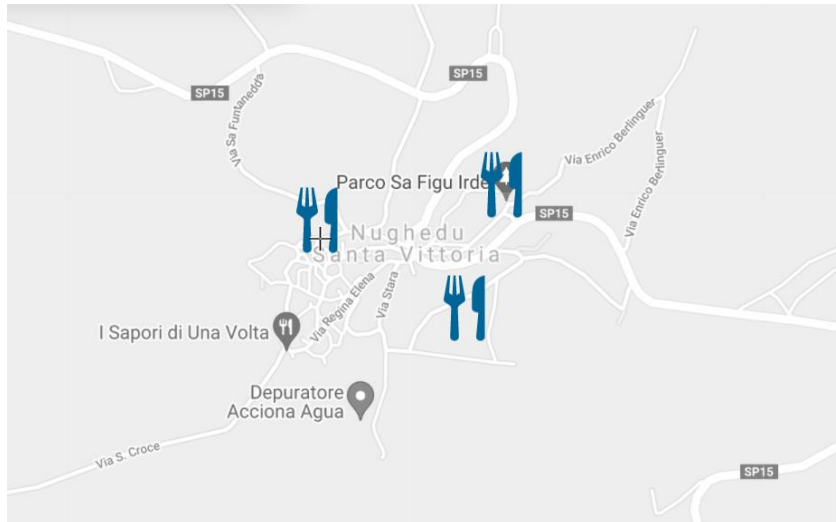 SP15
SP15
Via Sa Funtanedda
Via Enrico Berlinguer
Parco Sa Figu Irde
SP15
Via Enrico Berlinguer
Nughedu
Santa Vittoria
Via Regina Elena
Via Stara
I Sapori di Una Volta
Depuratore
Acciona Agua
Via S. Croce
SP15